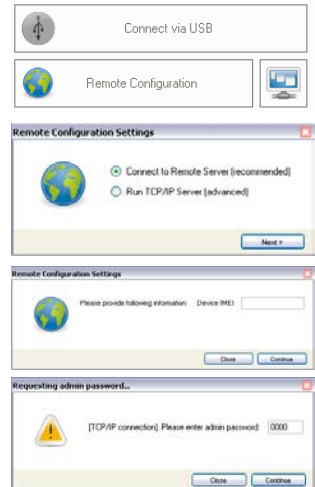 Connect via USB
Remote Configuration
Remote Configuration Settings
Connect to Remote Server (recommended)
Run TCP/IP Server (advanced)
Next >
Remote Configuration Settings
Please provide following information: Device IMEI:
Close Continue
Requesting admin password...
[TCP/IP connection]. Please enter admin password: 0000
Close Continue